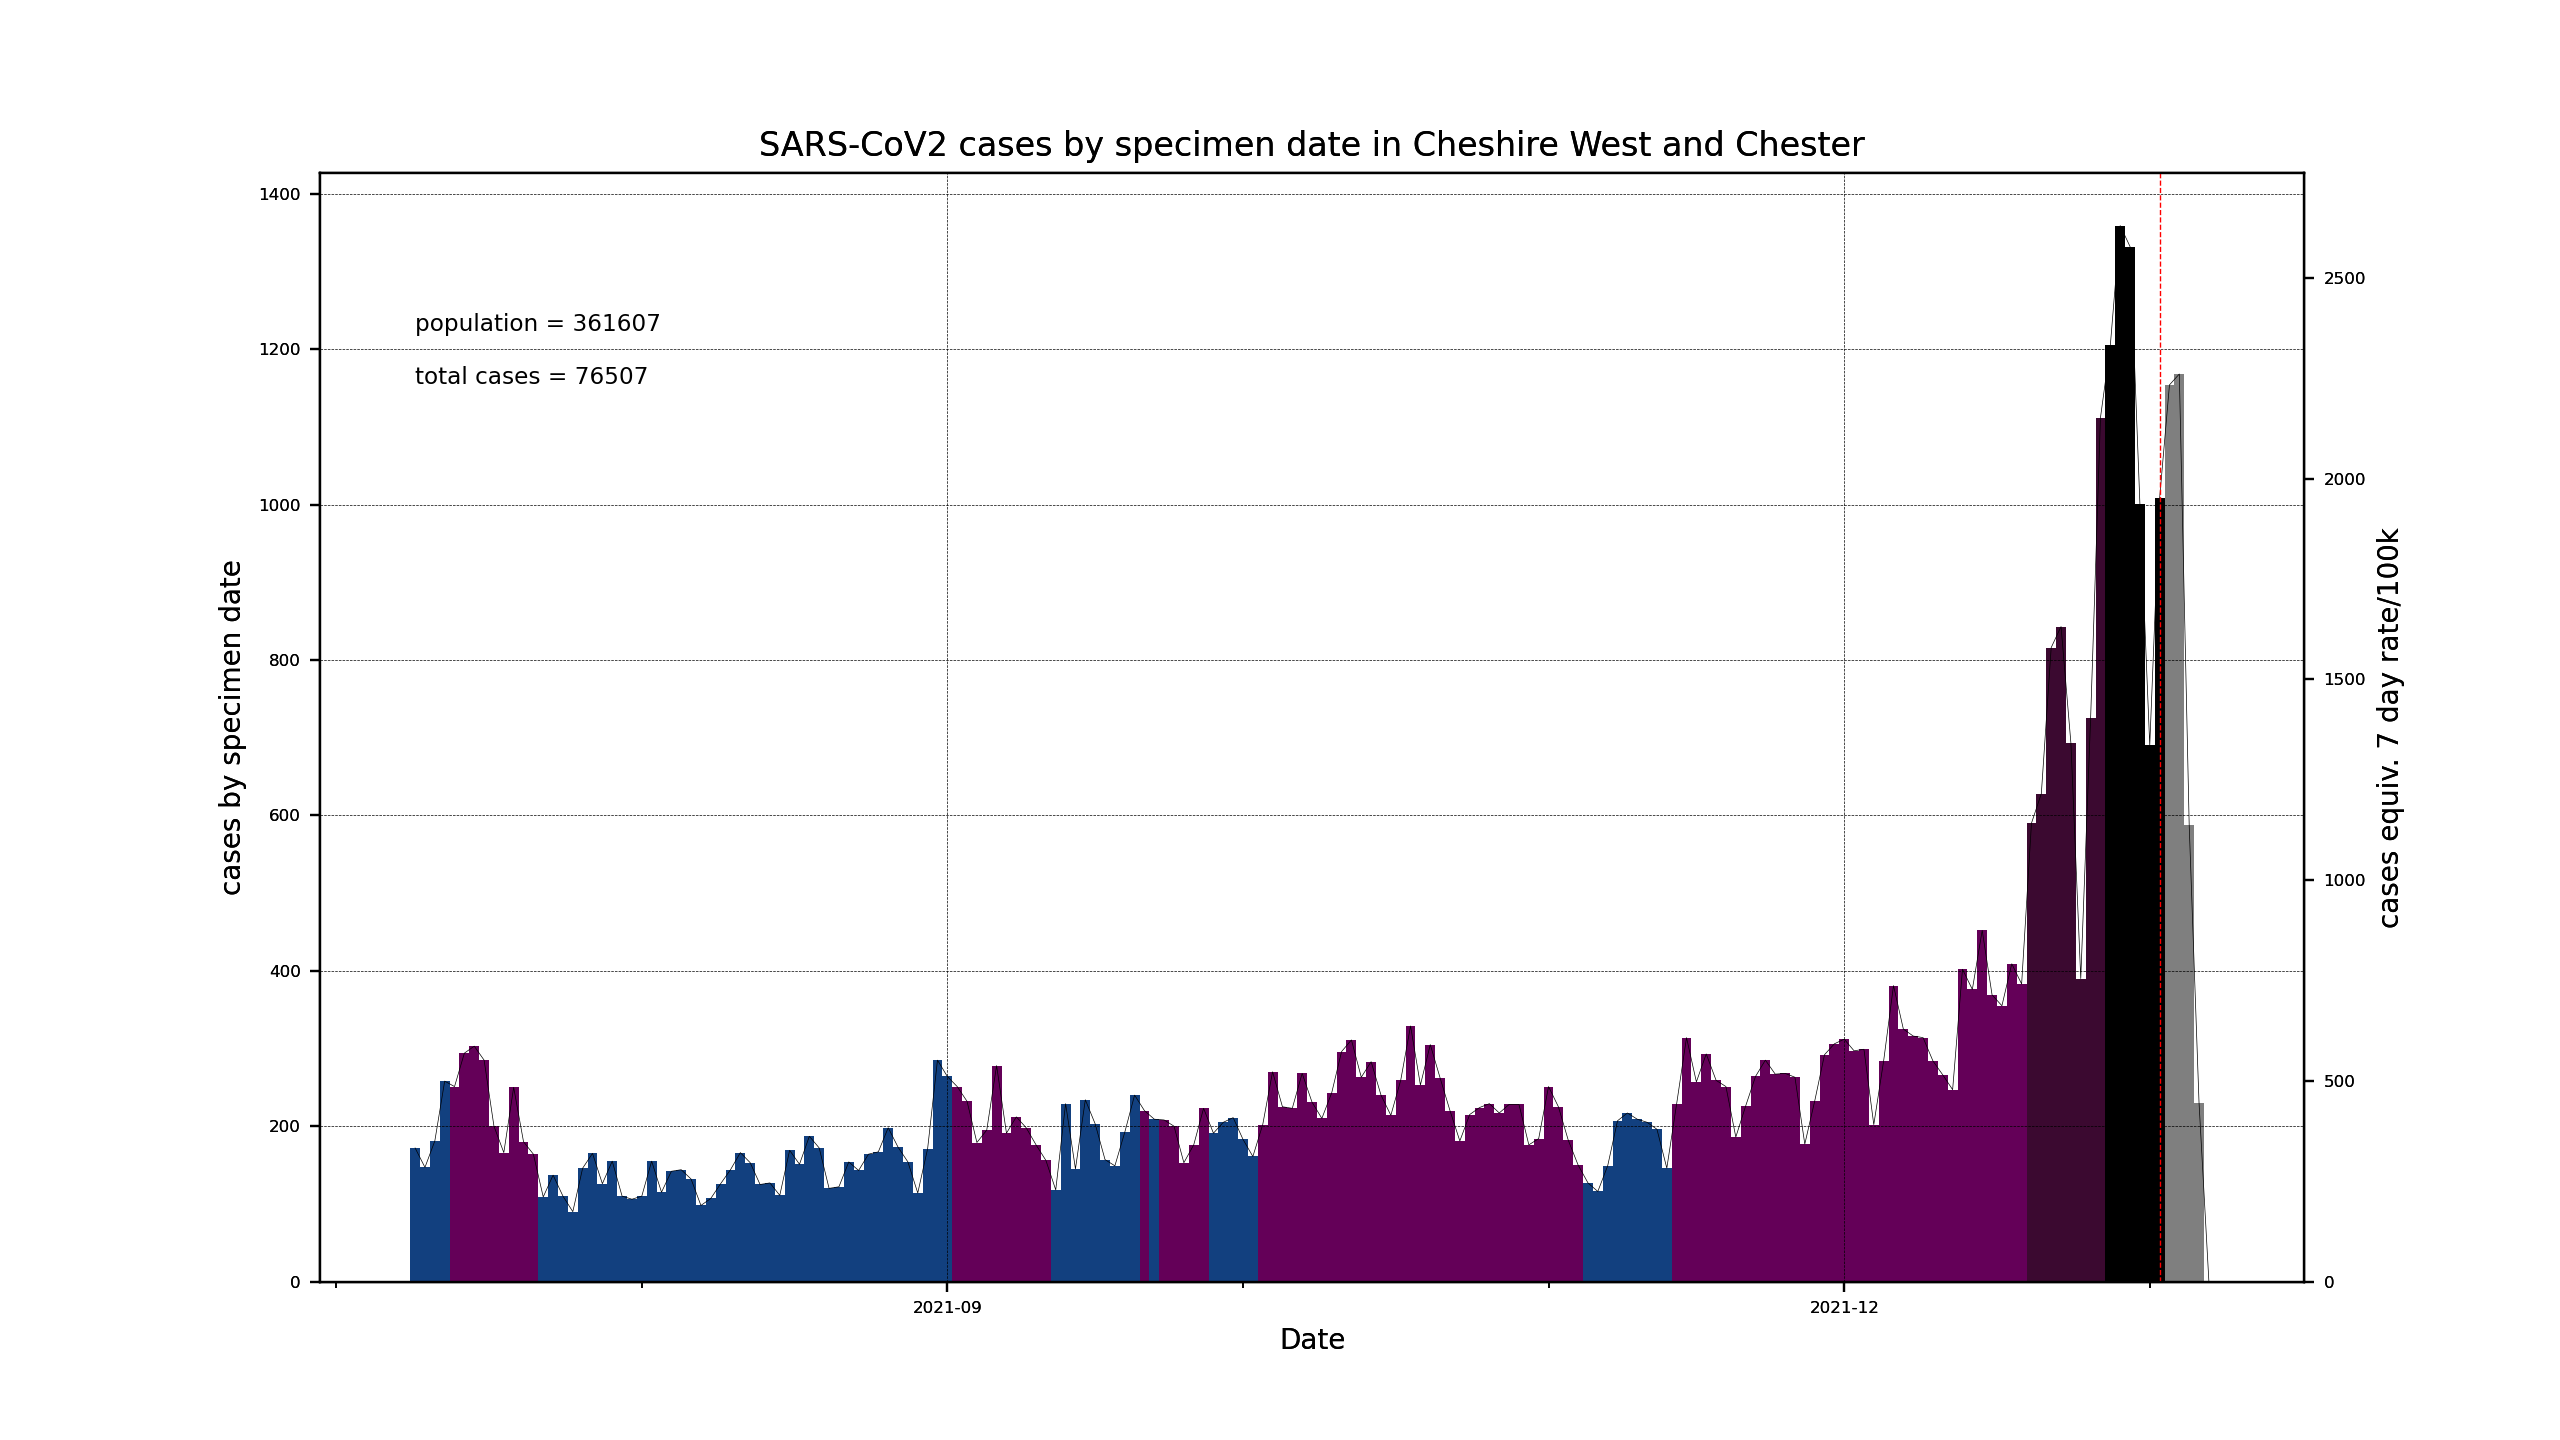 SARS-CoV2 cases by specimen date in Cheshire West and Chester
1400
1200
1000
800
600
400
200
0
cases by specimen date
population = 361607
total cases = 76507
2500
2000
1500
1000
500
0
cases equiv. 7 day rate/100k
2021-09
2021-12
Date